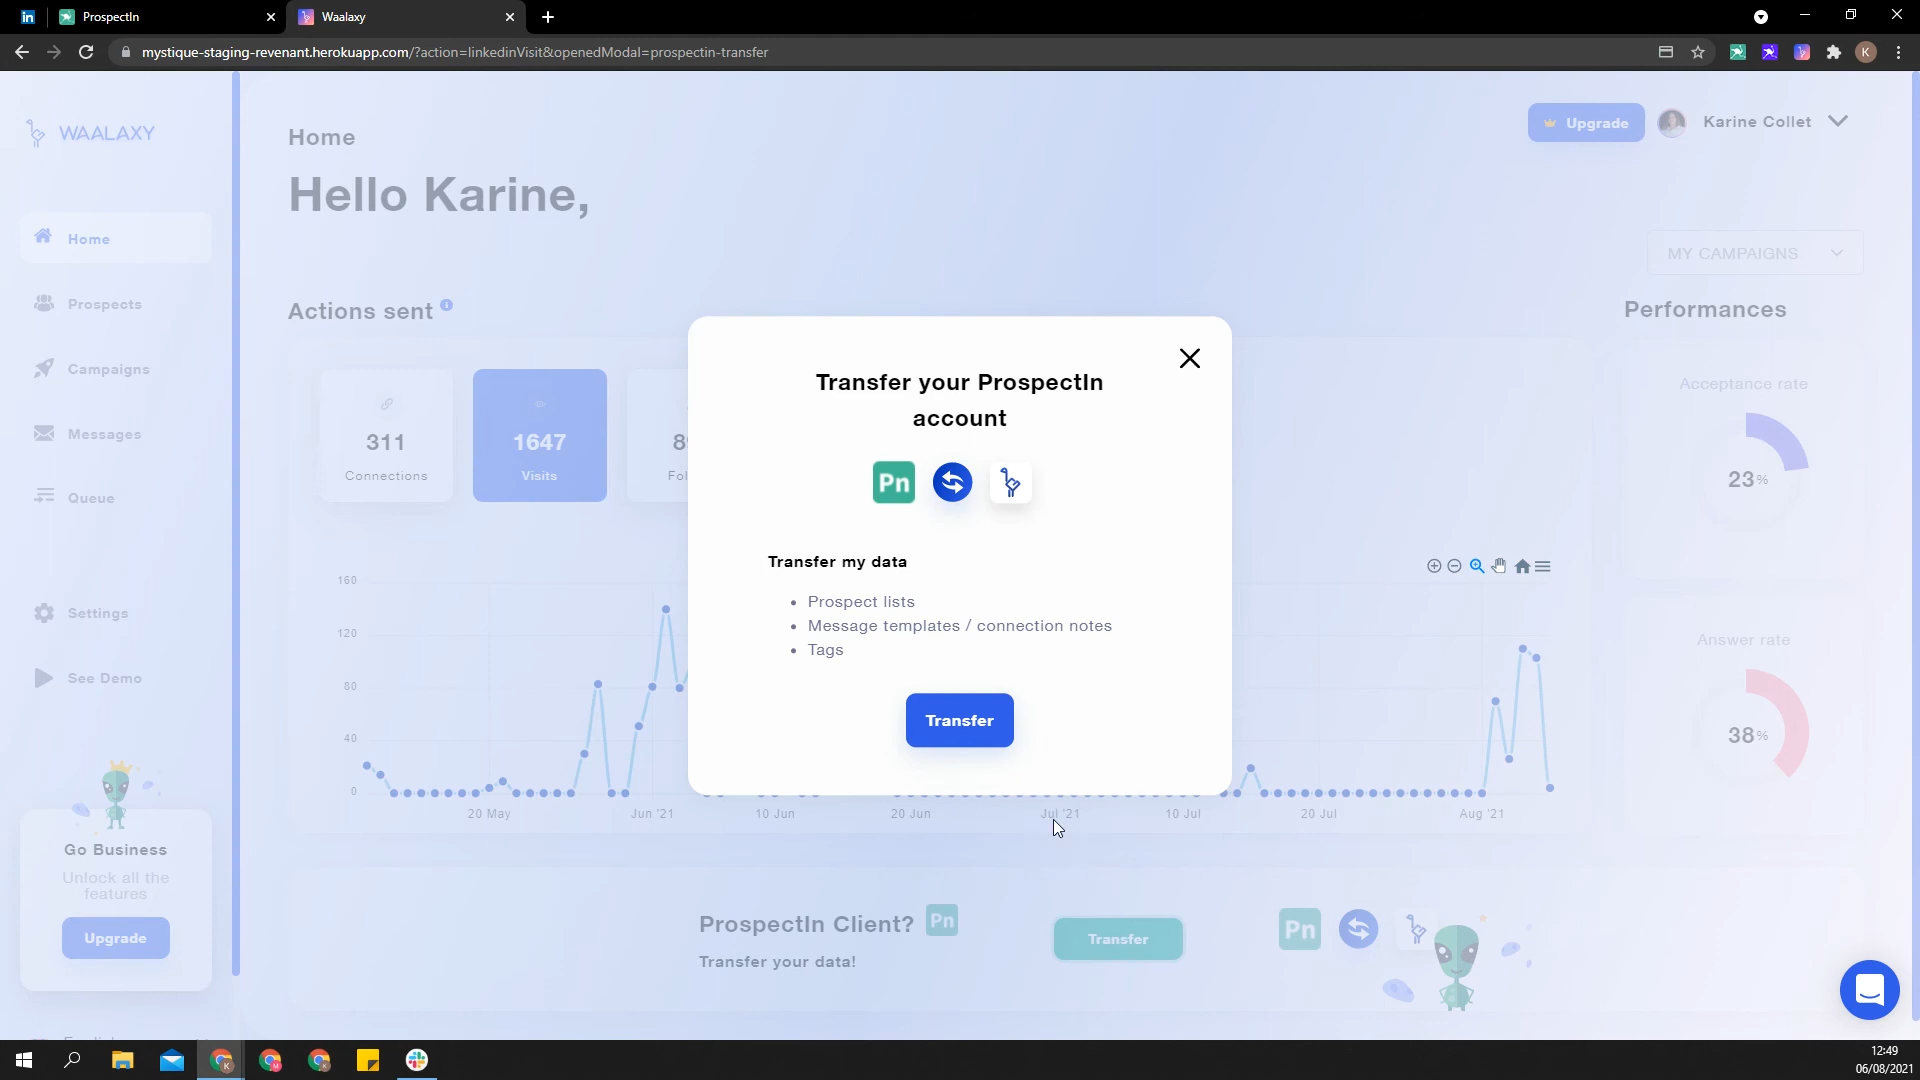 ProspectIn
Waalaxy
mystique-staging-revenant.herokuapp.com/?action=linkedinVisit&openedModal=prospectin-transfer
K
WAALAXY
Home
Upgrade
Karine Collet
Hello Karine,
Home
Prospects
Campaigns
Messages
Queue
Settings
See Demo
Go Business
Unlock all the
features
Upgrade
MY CAMPAIGNS
Actions sent
311
Connections
1647
Visits
Performances
Acceptance rate
23%
Answer rate
38%
Transfer your ProspectIn
account
Pn
Transfer my data
• Prospect lists
• Message templates / connection notes
• Tags
Transfer
160
120
80
40
0
20 May
Jun '21
10 Jun
20 Jun
Jul '21
10 Jul
20 Jul
Aug '21
ProspectIn Client? Pn
Transfer your data!
Transfer
Pn
12:49
06/08/2021